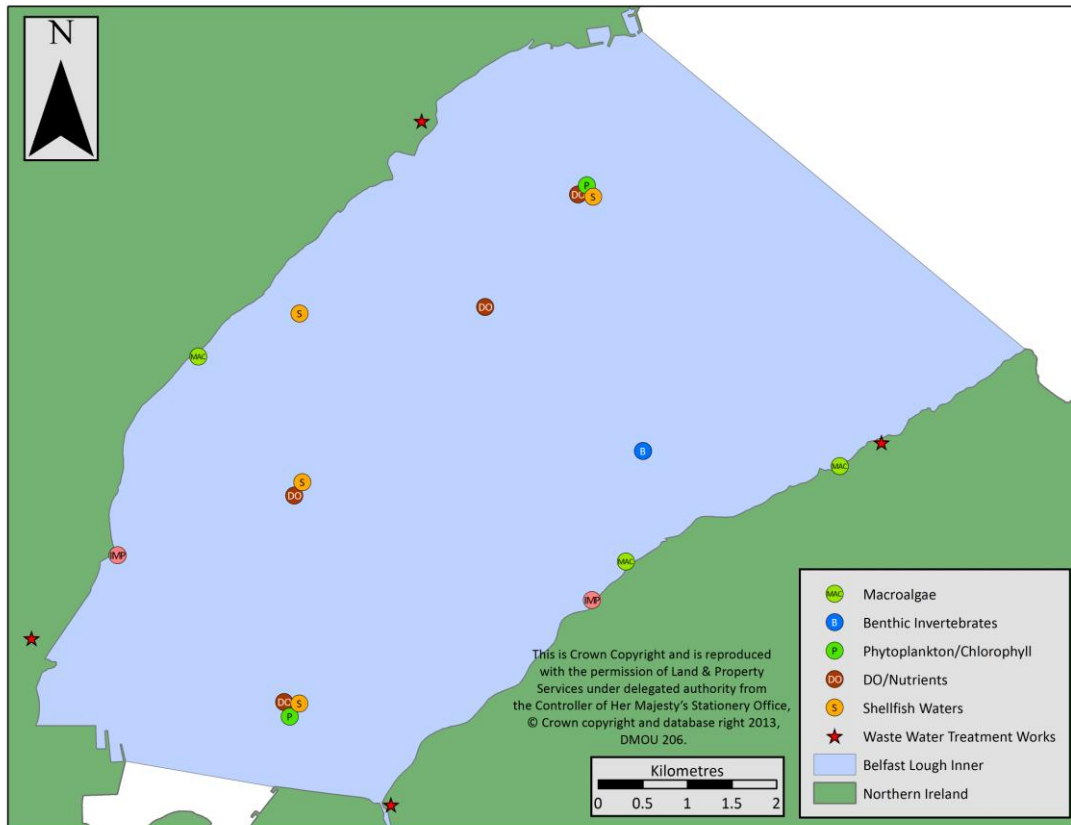 N
P
DO
S
DO
S
MAC
B
MAC
S
DO
IMP
MAC
IMP
DO
S
P
This is Crown Copyright and is reproduced
with the permission of Land & Property
Services under delegated authority from
the Controller of Her Majesty's Stationery Office,
© Crown copyright and database right 2013,
DMOU 206.
Kilometres
0 0.5 1 1.5 2
MAC Macroalgae
B Benthic Invertebrates
P Phytoplankton/Chlorophyll
DO DO/Nutrients
S Shellfish Waters
Waste Water Treatment Works
Belfast Lough Inner
Northern Ireland